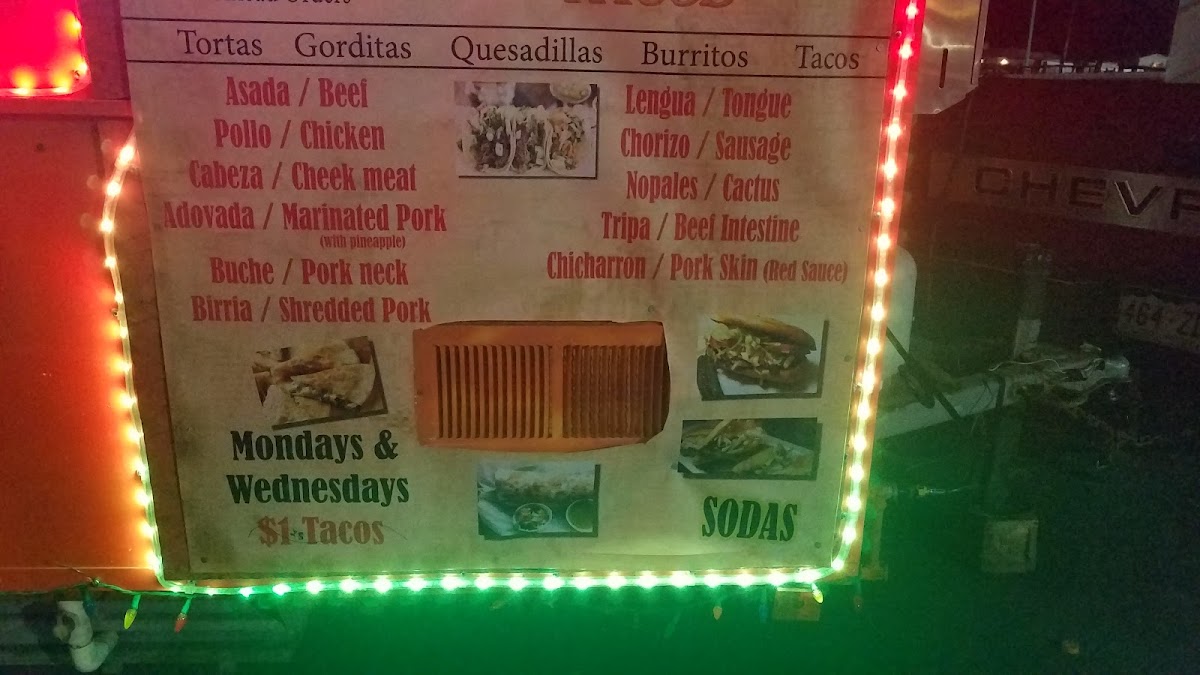 Orders
TACOS
Tortas Gorditas Quesadillas Burritos Tacos
Asada / Beef
Pollo / Chicken
Cabeza / Cheek meat
Adovada / Marinated Pork
(with pineapple)
Buche / Pork neck
Birria / Shredded Pork
Lengua / Tongue
Chorizo / Sausage
Nopales / Cactus
Tripa / Beef Intestine
Chicharron / Pork Skin (Red Sauce)
Mondays &
Wednesdays
$1 Tacos
SODAS
CHEVR